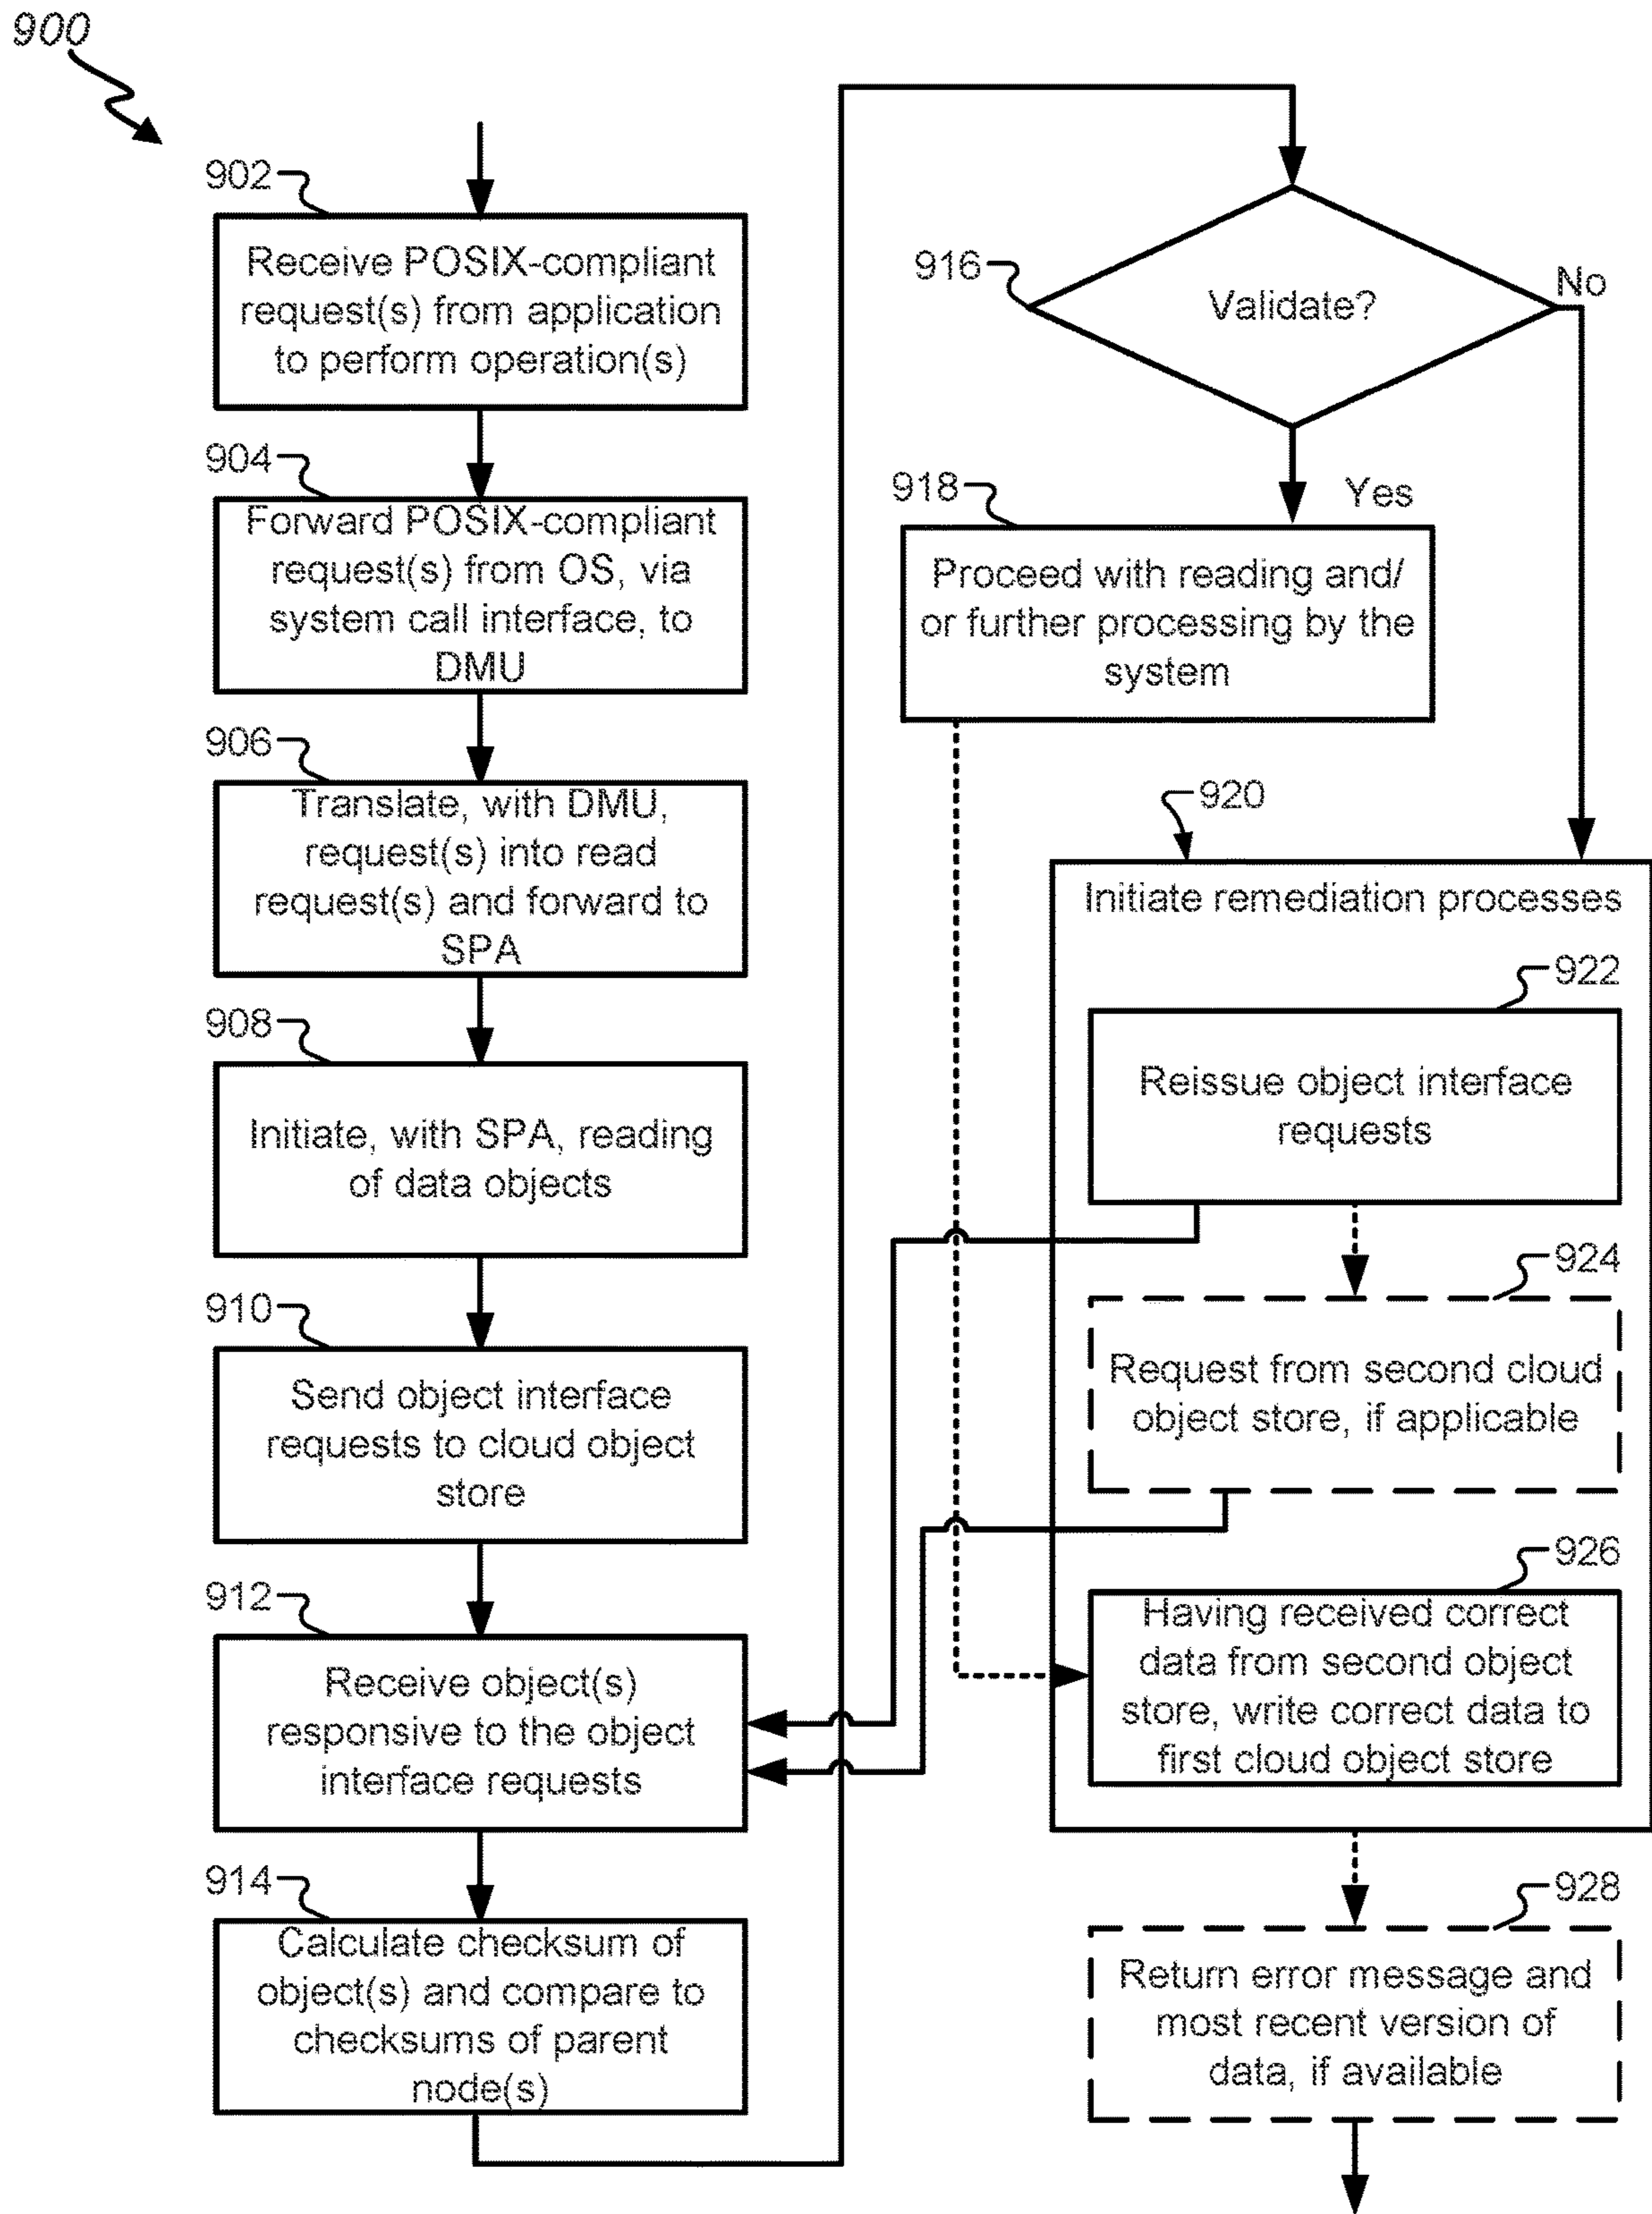 900
902
Receive POSIX-compliant
request(s) from application
to perform operation(s)
904
Forward POSIX-compliant
request(s) from OS, via
system call interface, to
DMU
906
Translate, with DMU,
request(s) into read
request(s) and forward to
SPA
908
Initiate, with SPA, reading
of data objects
910
Send object interface
requests to cloud object
store
912
Receive object(s)
responsive to the object
interface requests
914
Calculate checksum of
object(s) and compare to
checksums of parent
node(s)
916
Validate?
No
Yes
918
Proceed with reading and/
or further processing by the
system
920
Initiate remediation processes
922
Reissue object interface
requests
924
Request from second cloud
object store, if applicable
926
Having received correct
data from second object
store, write correct data to
first cloud object store
928
Return error message and
most recent version of
data, if available